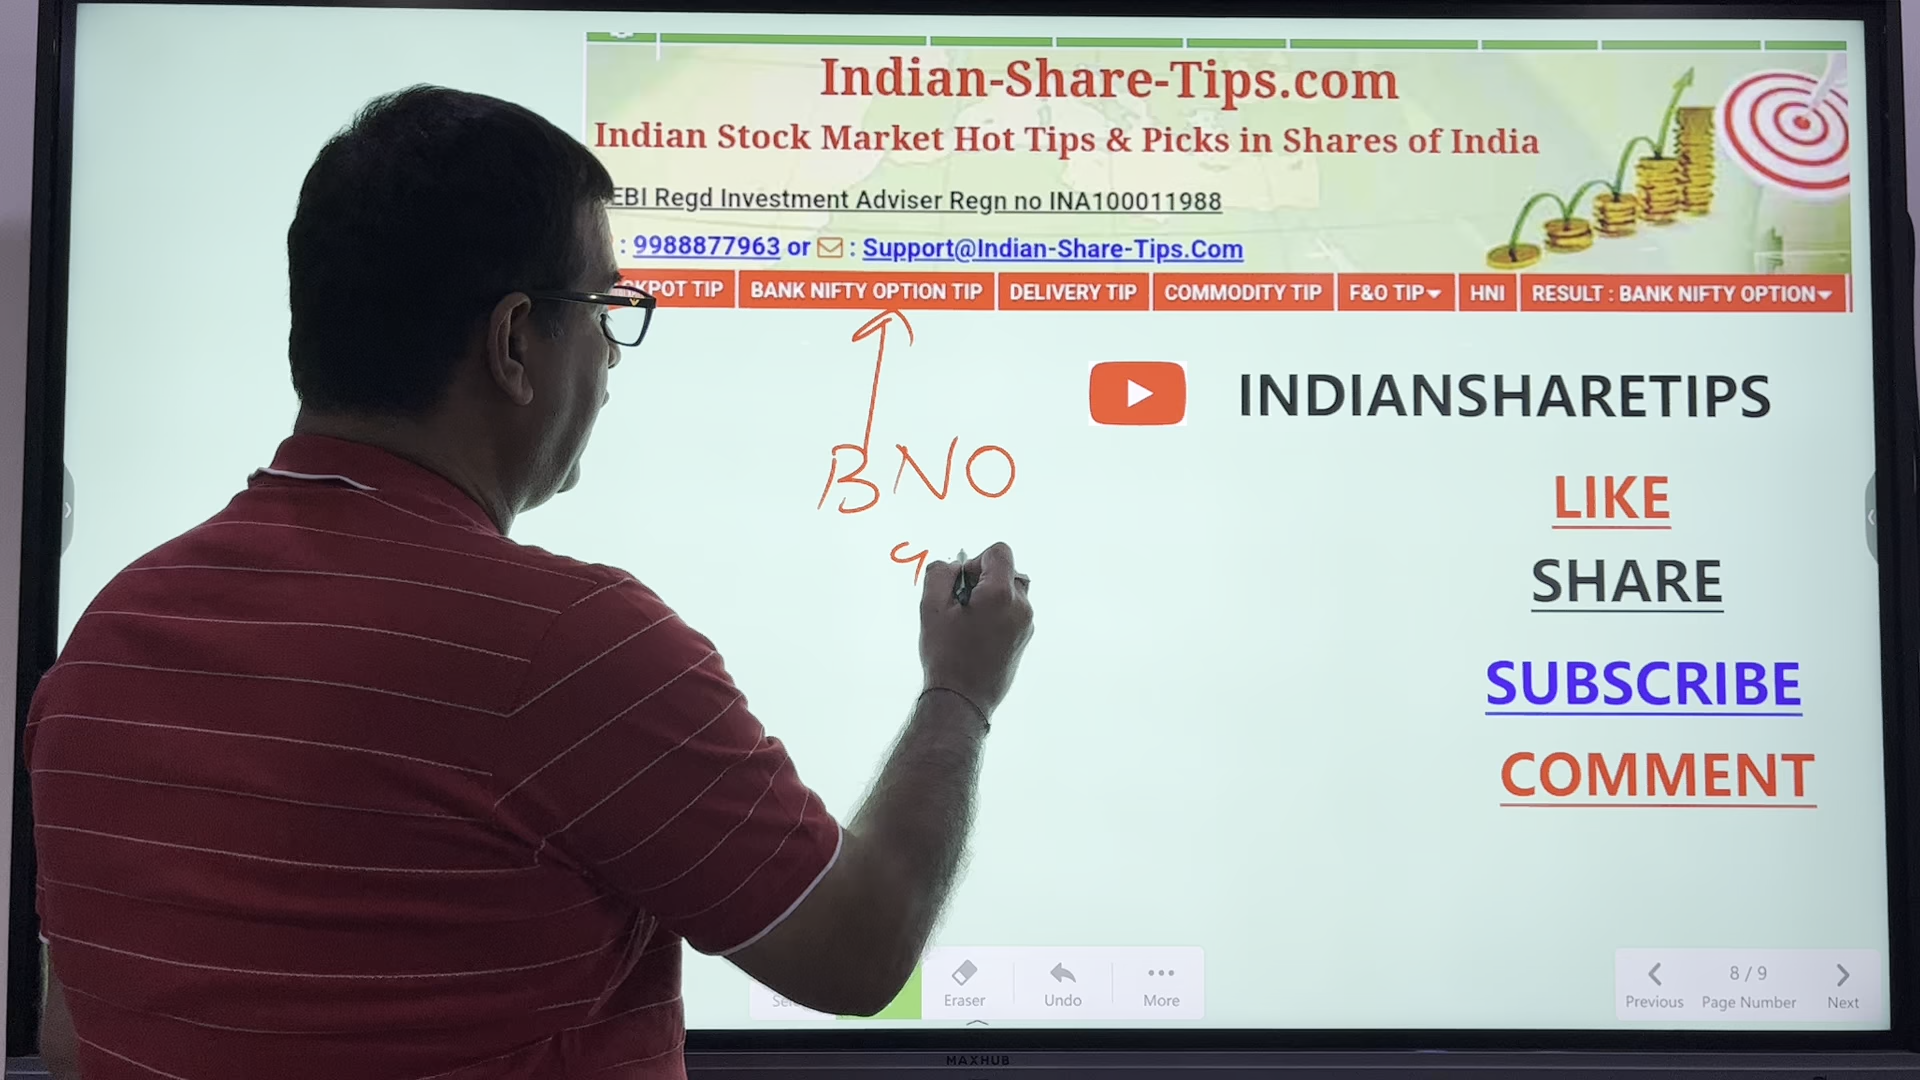 Indian-Share-Tips.com
Indian Stock Market Hot Tips & Picks in Shares of India
EBI Regd Investment Adviser Regn no INA100011988
: 9988877963 or : Support@Indian-Share-Tips.Com
CKPOT TIP BANK NIFTY OPTION TIP DELIVERY TIP COMMODITY TIP F&O TIP HNI RESULT : BANK NIFTY OPTION
INDIANSHARETIPS
BNO
9
LIKE
SHARE
SUBSCRIBE
COMMENT
Eraser Undo More
8 / 9
Previous Page Number Next
MAXHUB